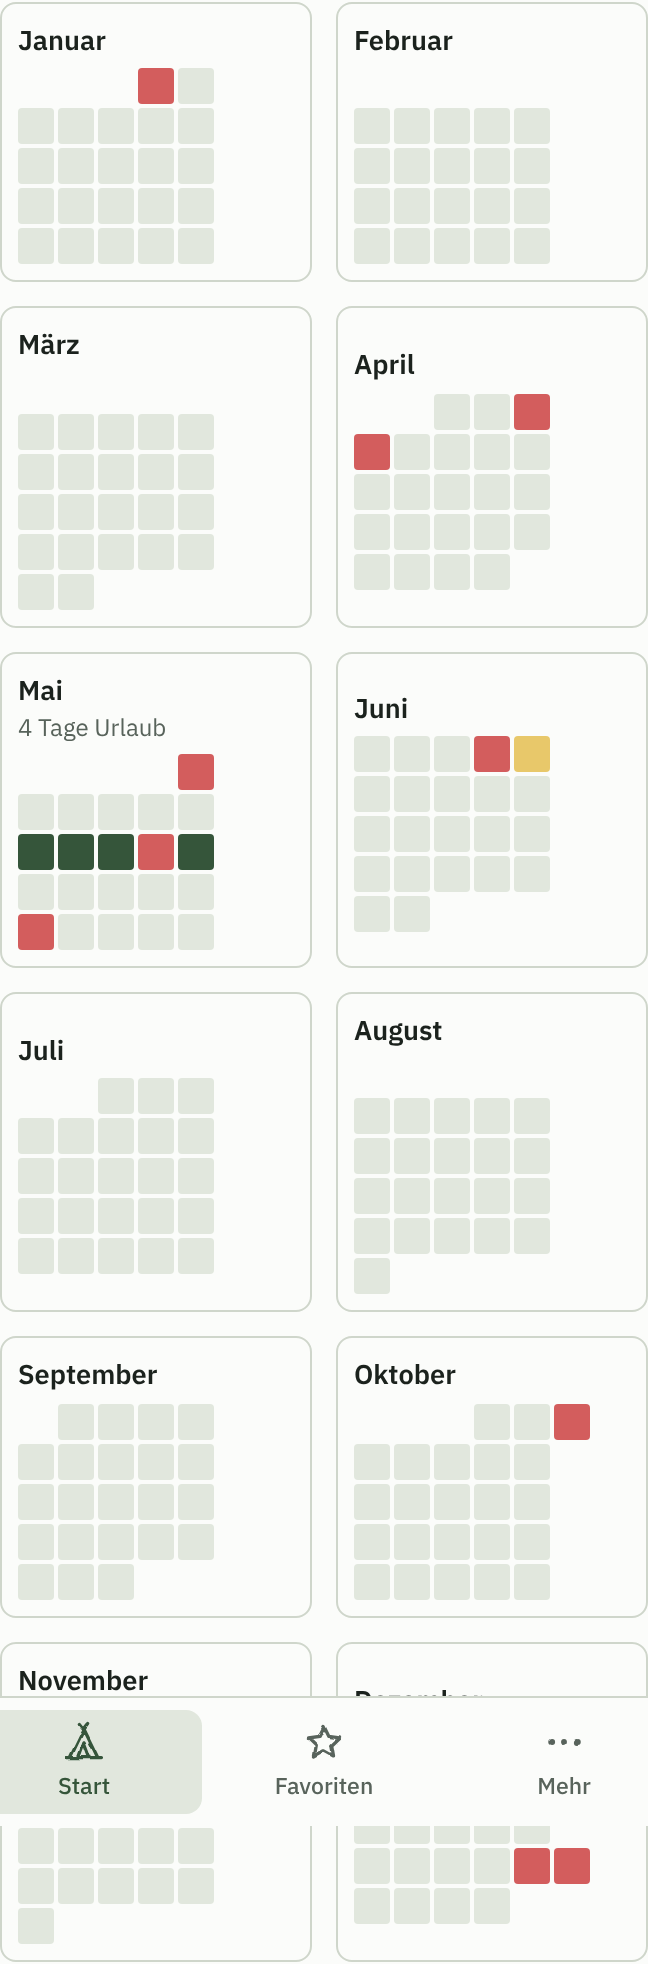 Januar
Februar
März
April
Mai
4 Tage Urlaub
Juni
Juli
August
September
Oktober
November
Start
Favoriten
Mehr